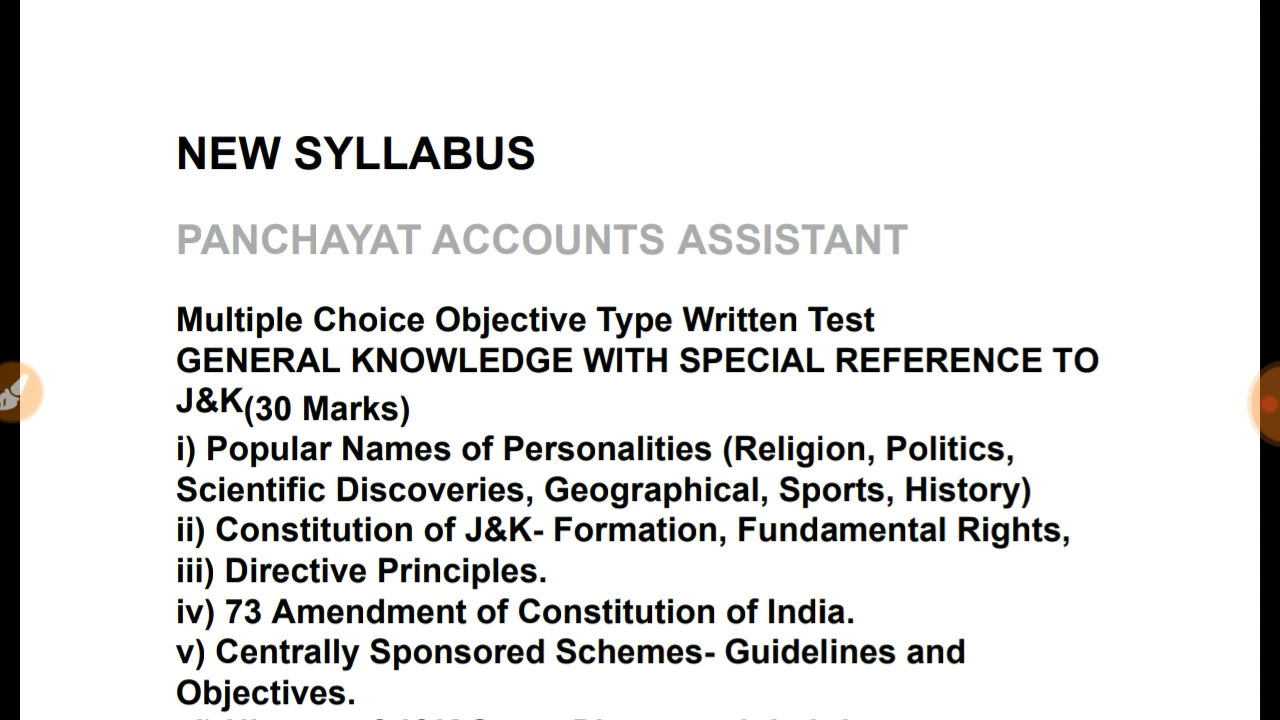 NEW SYLLABUS
PANCHAYAT ACCOUNTS ASSISTANT
Multiple Choice Objective Type Written Test
GENERAL KNOWLEDGE WITH SPECIAL REFERENCE TO
J&K(30 Marks)
i) Popular Names of Personalities (Religion, Politics,
Scientific Discoveries, Geographical, Sports, History)
ii) Constitution of J&K- Formation, Fundamental Rights,
iii) Directive Principles.
iv) 73 Amendment of Constitution of India.
v) Centrally Sponsored Schemes- Guidelines and
Objectives.